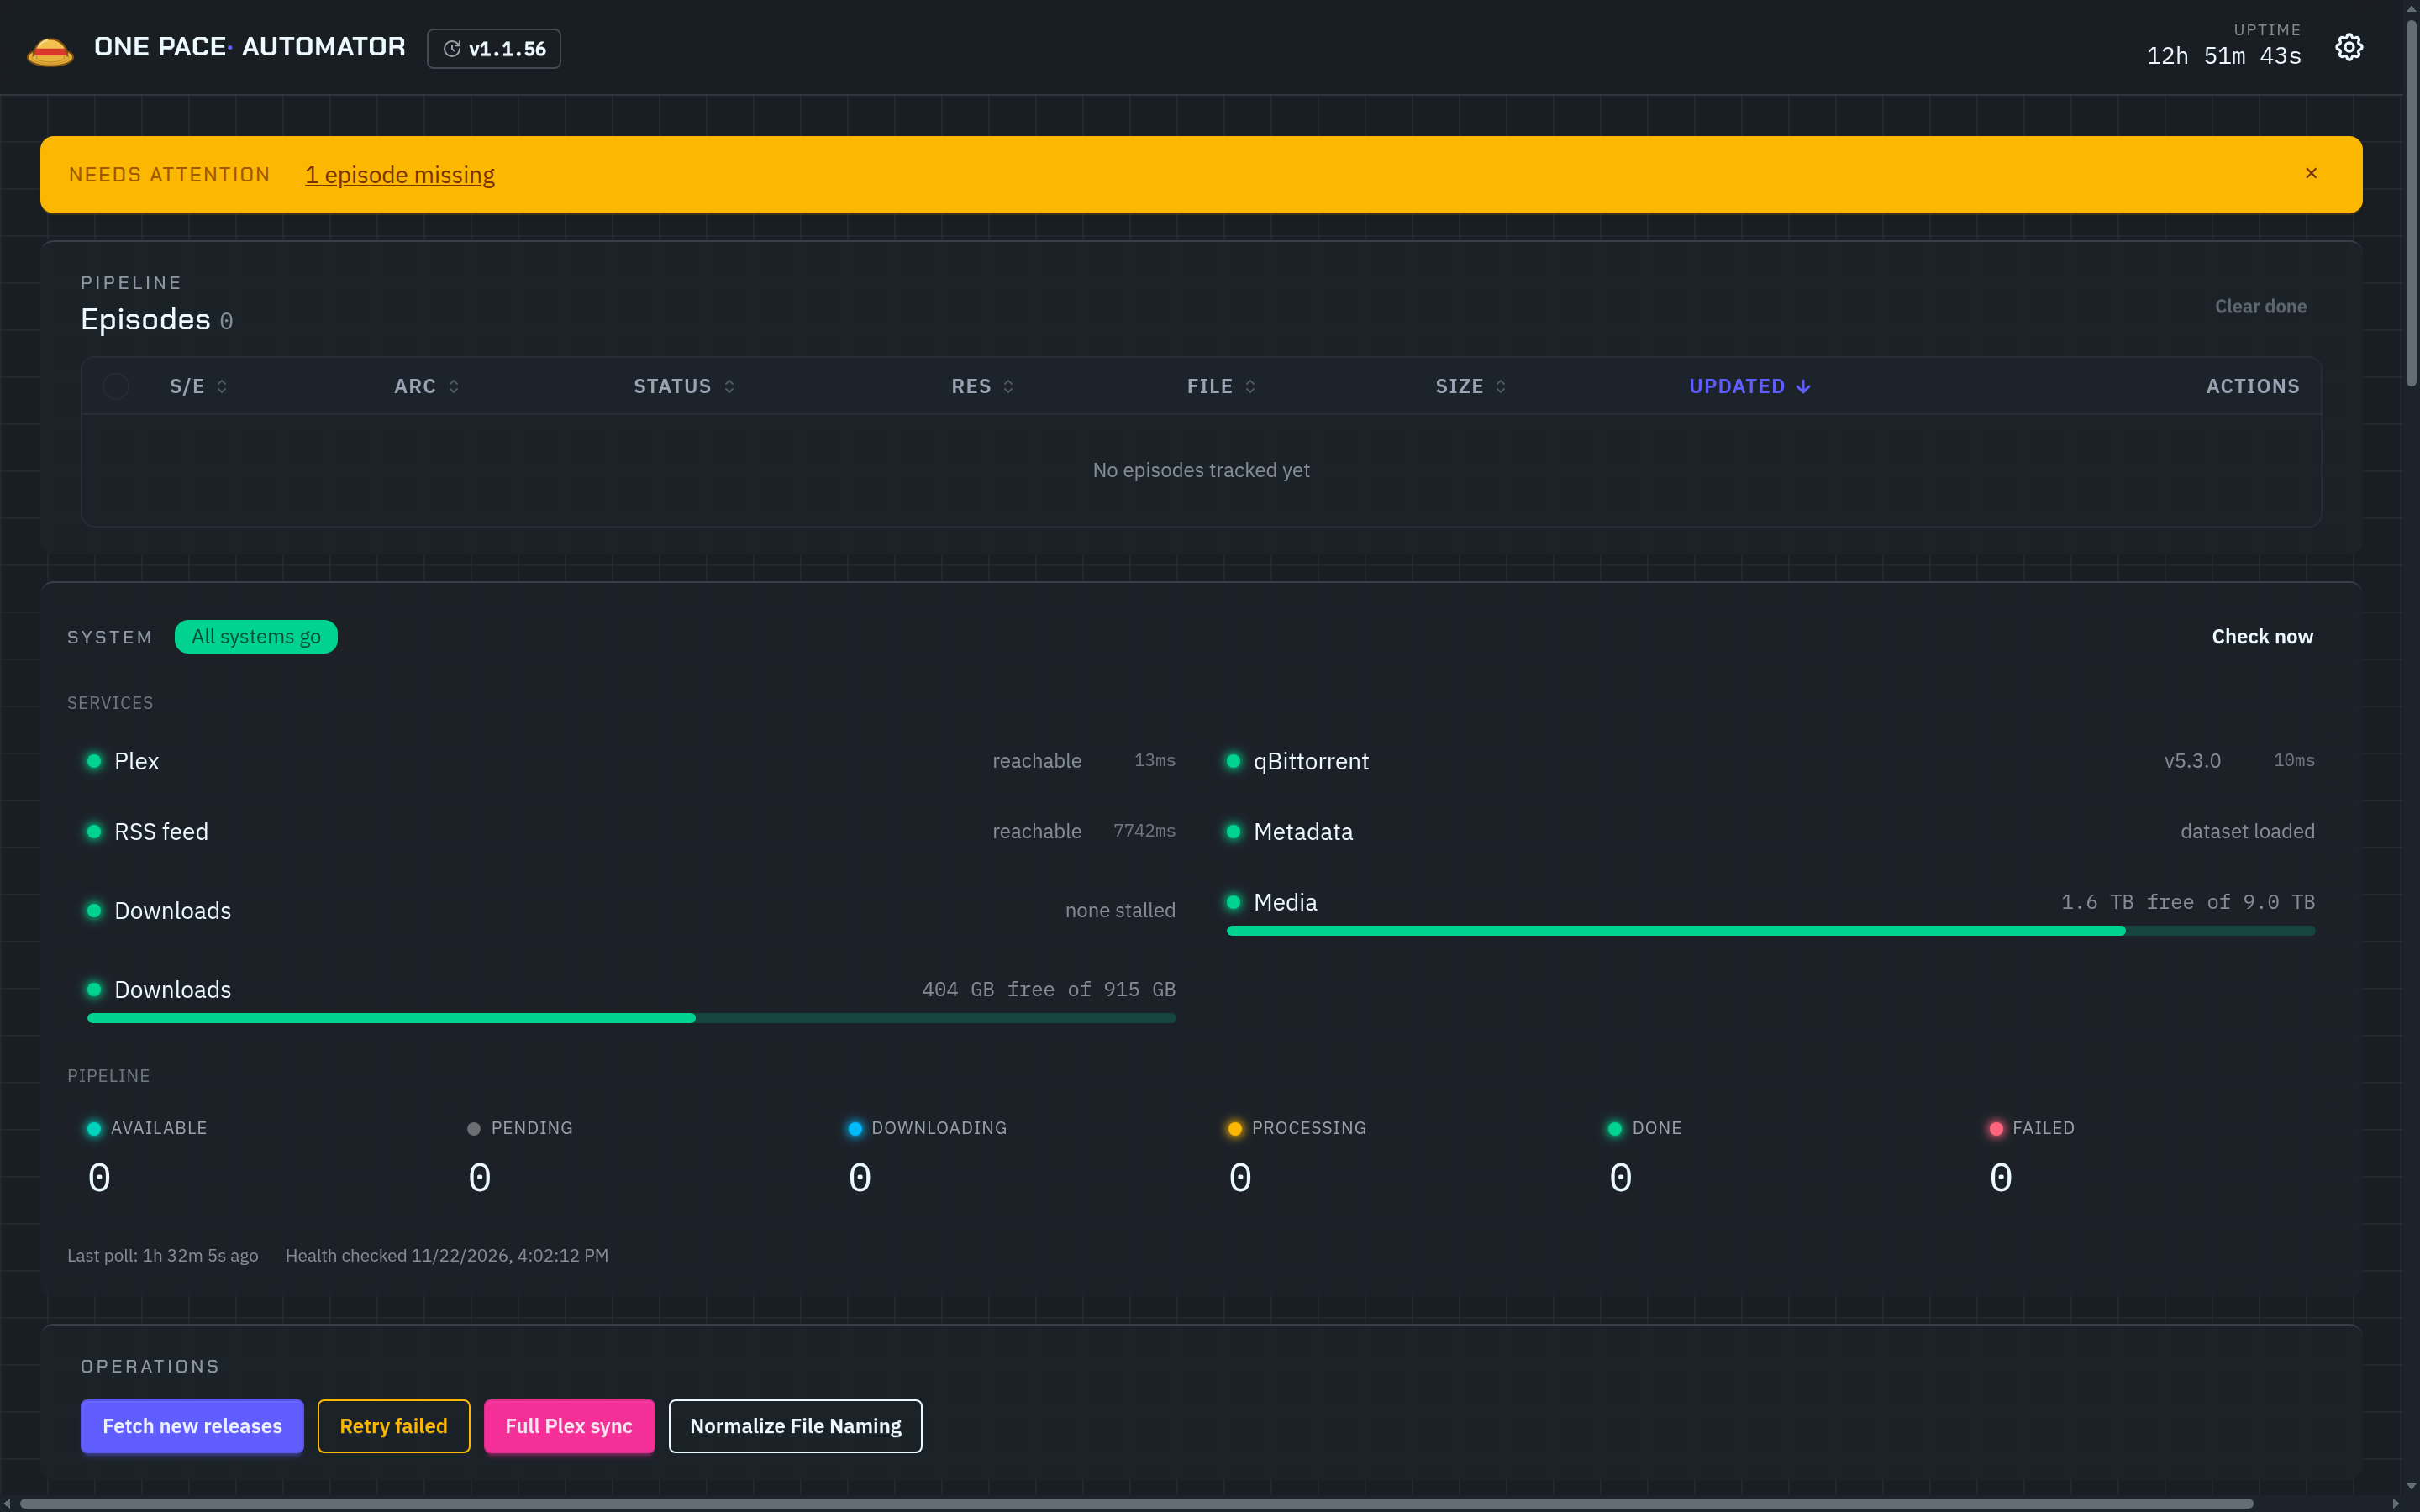 ONE PACE· AUTOMATOR v1.1.56
UPTIME
12h 51m 43s
NEEDS ATTENTION 1 episode missing ×
PIPELINE
Episodes 0
Clear done
S/E ARC STATUS RES FILE SIZE UPDATED ACTIONS
No episodes tracked yet
SYSTEM All systems go Check now
SERVICES
Plex reachable 13ms
qBittorrent v5.3.0 10ms
RSS feed reachable 7742ms
Metadata dataset loaded
Downloads none stalled
Media 1.6 TB free of 9.0 TB
Downloads 404 GB free of 915 GB
PIPELINE
AVAILABLE PENDING DOWNLOADING PROCESSING DONE FAILED
0 0 0 0 0 0
Last poll: 1h 32m 5s ago Health checked 11/22/2026, 4:02:12 PM
OPERATIONS
Fetch new releases Retry failed Full Plex sync Normalize File Naming